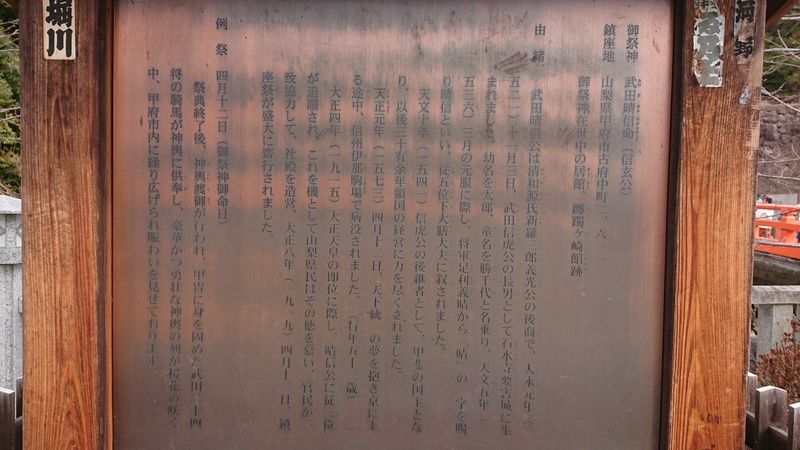 御祭神 武田晴信命（信玄公）
鎮座地 山梨県甲府市古府中町二、六一一
御祭神在世中の居館、躑躅ヶ崎館跡
由緒
武田晴信公は清和源氏新羅三郎義光公の後裔で、大永元年（一
五二一）十一月三日、武田信虎公の長男として石水寺要害城に生
まれました。幼名を太郎、童名を勝千代と名乗り、天文五年（一
五三六）三月の元服に際し、将軍足利義晴から「晴」の一字を賜
り晴信といい、従五位下大膳大夫に叙されました。
天文十年（一五四一）信虎公の後継者として、甲斐の国主とな
り、以後三十有余年領国の経営に力を尽くされました。
天正元年（一五七三）四月十二日、天下統一の夢を抱き京に上
る途中、信州伊那駒場で病没されました。（行年五十三歳）
大正四年（一九一五）大正天皇の即位に際し、晴信公に従三位
が追贈され、これを機として山梨県民はその徳を慕い、官民が一
致協力して、社殿を造営、大正八年（一九一九）四月十二日、鎮
座祭が盛大に斎行されました。
例祭 四月十二日（御祭神御命日）
祭典終了後、神輿渡御が行われ、甲冑に身を固めた武田二十四
将の騎馬が神輿に供奉し、豪華かつ勇壮な神輿の列が桜花の咲く
中、甲府市内に繰り広げられ賑わいを見せております。
堀川